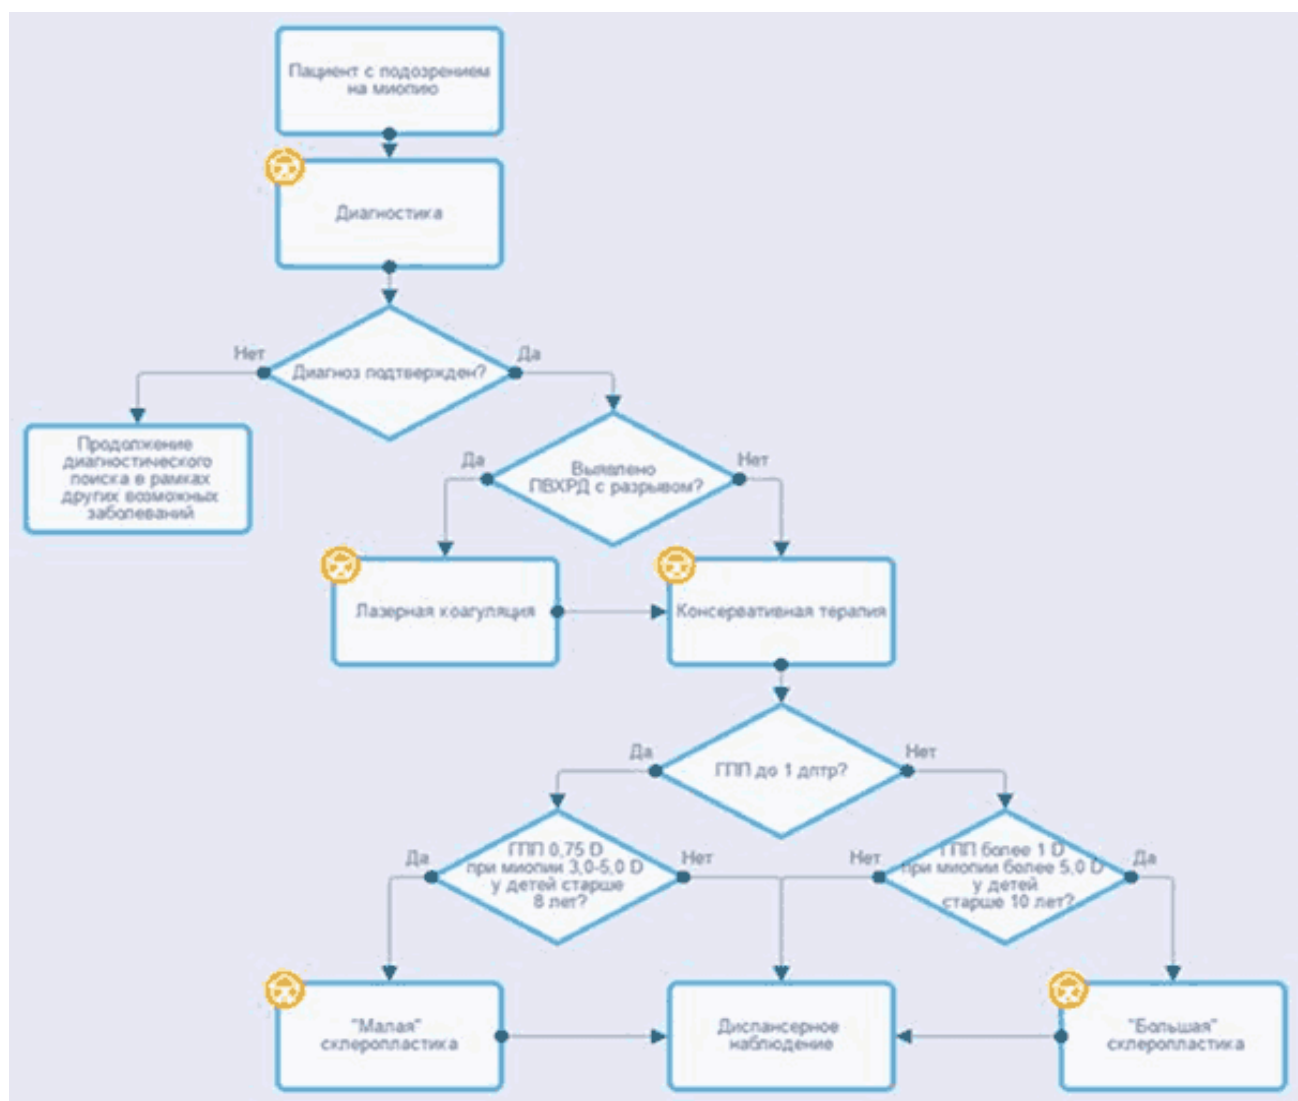 Пациент с подозрением
на миопию
Диагностика
Нет
Да
Диагноз подтвержден?
Продолжение
диагностического
поиска в рамках
других возможных
заболеваний
Да
Нет
Выявлено
ПВХРД с разрывом?
Лазерная коагуляция
Консервативная терапия
Да
Нет
ГПП до 1 дптр?
Да
ГПП 0,75 D
при миопии 3,0-5,0 D
у детей старше
8 лет?
Нет
Нет
ГПП более 1 D
при миопии более 5,0 D
у детей
старше 10 лет?
Да
"Малая"
склеропластика
Диспансерное
наблюдение
"Большая"
склеропластика